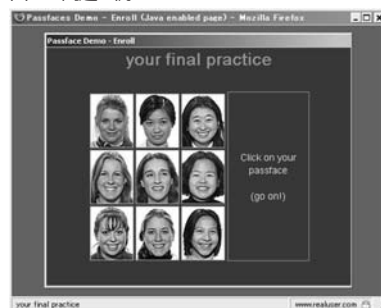 Passfaces Demo - Enroll (Java enabled page) - Mozilla Firefox
Passface Demo - Enroll
your final practice
Click on your
passface
(go on!)
your final practice
www.realuser.com